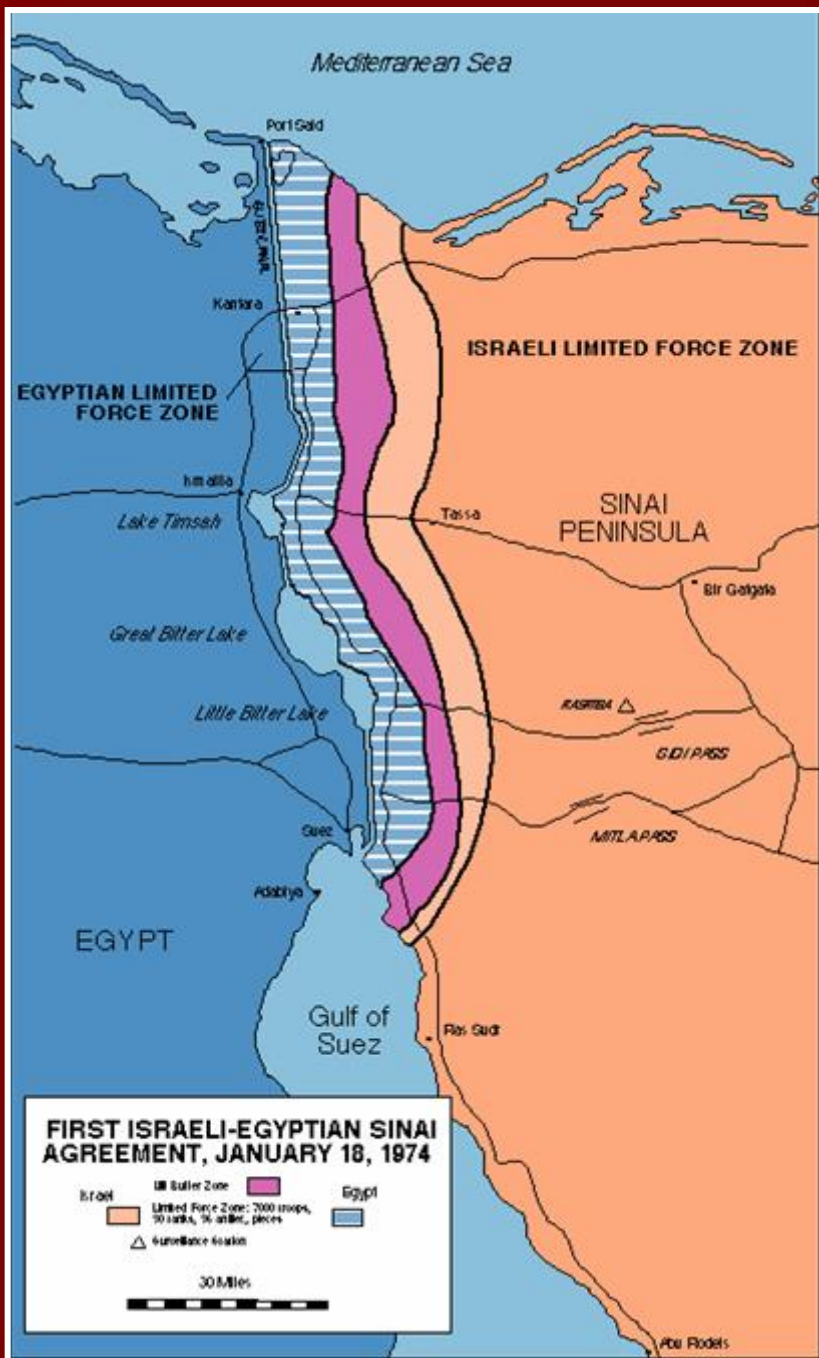 Mediterranean Sea
Port Said
Kantara
ISRAELI LIMITED FORCE ZONE
EGYPTIAN LIMITED
FORCE ZONE
Ismailia
Lake Timsah
Tassa
SINAI
PENINSULA
Bir Gafgafa
Great Bitter Lake
Little Bitter Lake
GIDI PASS
MITLA PASS
Suez
Adabiya
EGYPT
Gulf of
Suez
Ras Sudr
FIRST ISRAELI-EGYPTIAN SINAI
AGREEMENT, JANUARY 18, 1974
UN Buffer Zone
Israel
Egypt
Limited Force Zone: 7000 troops,
pieces
Surveillance Station
30 Miles
Abu Rodeis